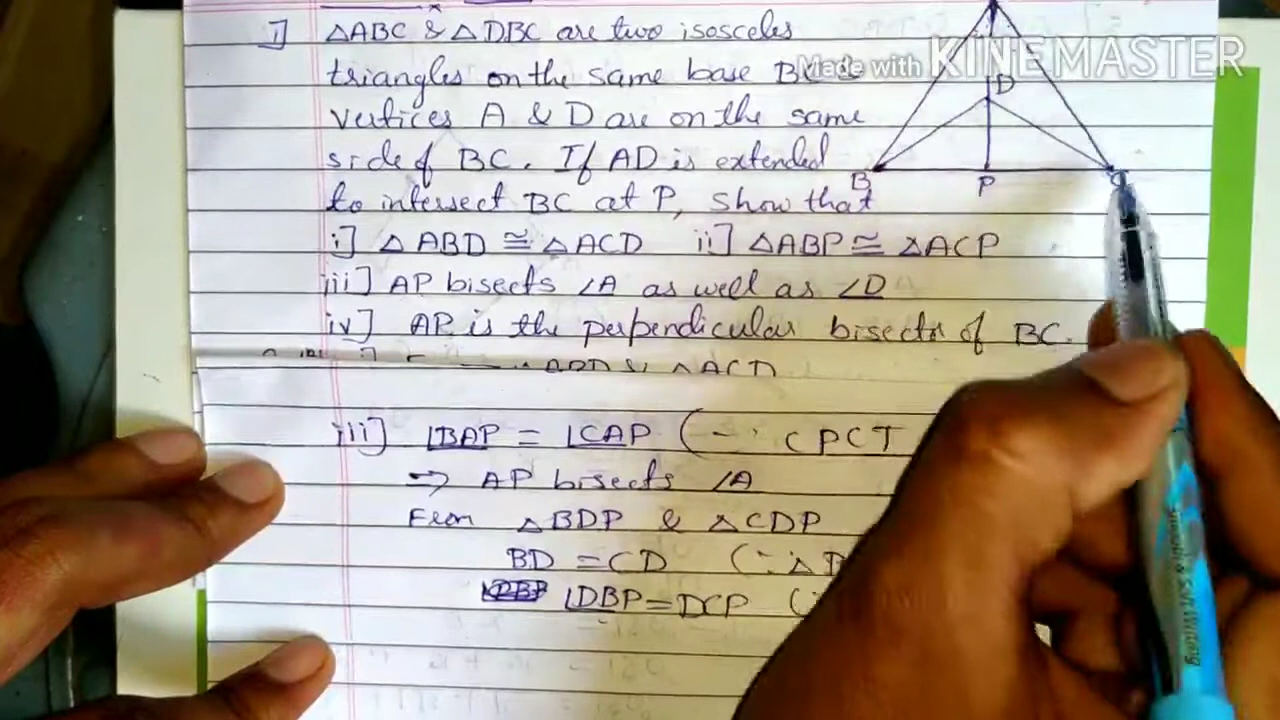 1] △ABC & △DBC are two isosceles
triangles on the same base BC &
vertices A & D are on the same
side of BC. If AD is extended
to intersect BC at P, show that
i] △ABD ≅ △ACD ii] △ABP ≅ △ACP
iii] AP bisects ∠A as well as ∠D
iv] AP is the perpendicular bisector of BC.
△ABD & △ACD
iii] ∠BAP = ∠CAP (∵ CPCT
⇒ AP bisects ∠A
From △BDP & △CDP
BD = CD (∵ △D
∠DBP = DCP (∵
D
B
P
C
Made with KINEMASTER